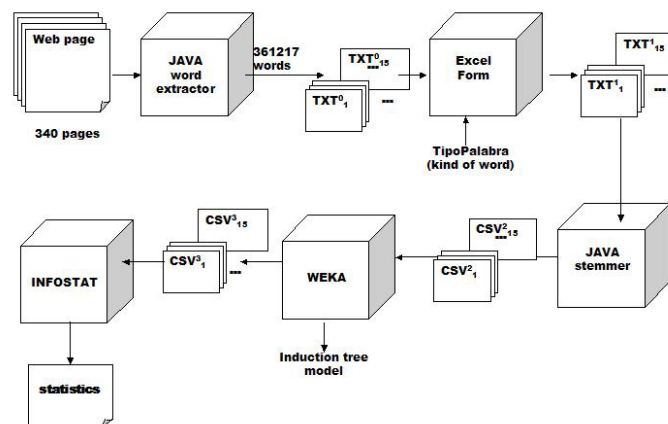 Web page
340 pages
JAVA
word
extractor
361217
words
TXT⁰₁₅
TXT⁰₁
...
Excel
Form
TipoPalabra
(kind of word)
TXT¹₁₅
TXT¹₁
...
JAVA
stemmer
CSV²₁₅
...
CSV²₁
WEKA
Induction tree
model
CSV³₁₅
CSV³₁
...
INFOSTAT
statistics